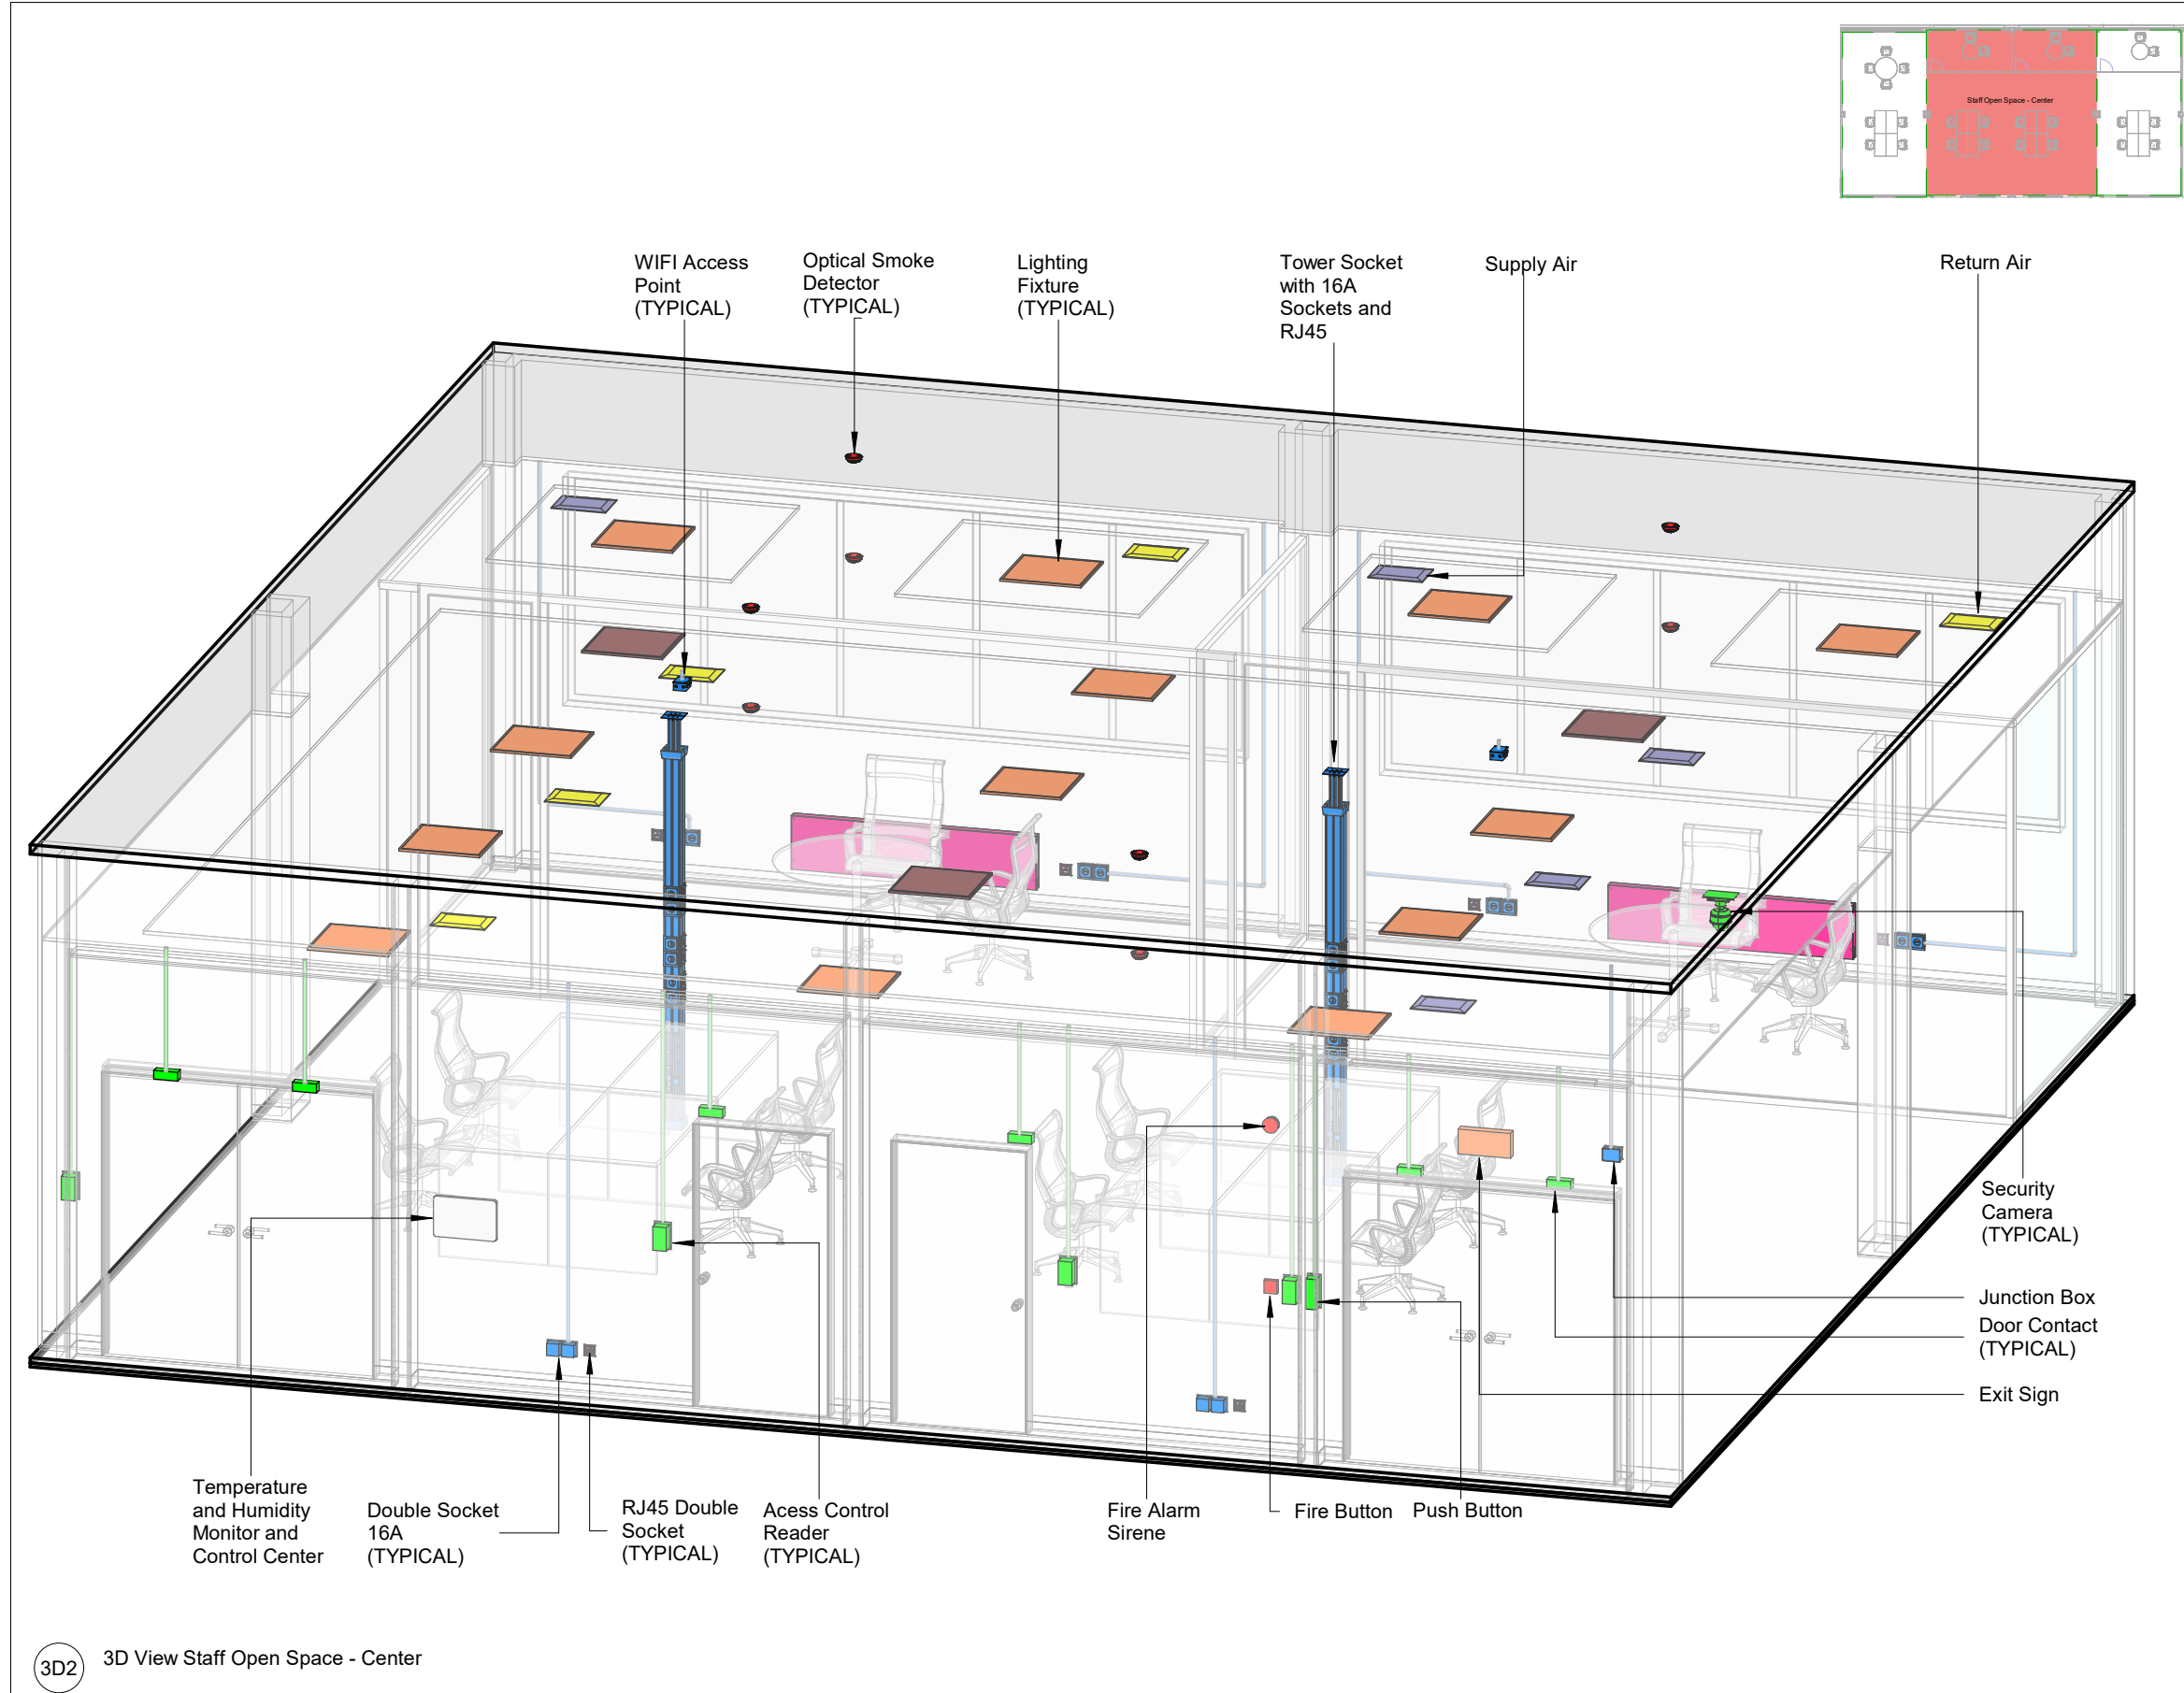 Staff Open Space - Center
WIFI Access
Point
(TYPICAL)
Optical Smoke
Detector
(TYPICAL)
Lighting
Fixture
(TYPICAL)
Tower Socket
with 16A
Sockets and
RJ45
Supply Air
Return Air
Security
Camera
(TYPICAL)
Junction Box
Door Contact
(TYPICAL)
Exit Sign
Temperature
and Humidity
Monitor and
Control Center
Double Socket
16A
(TYPICAL)
RJ45 Double
Socket
(TYPICAL)
Acess Control
Reader
(TYPICAL)
Fire Alarm
Sirene
Fire Button
Push Button
3D2
3D View Staff Open Space - Center